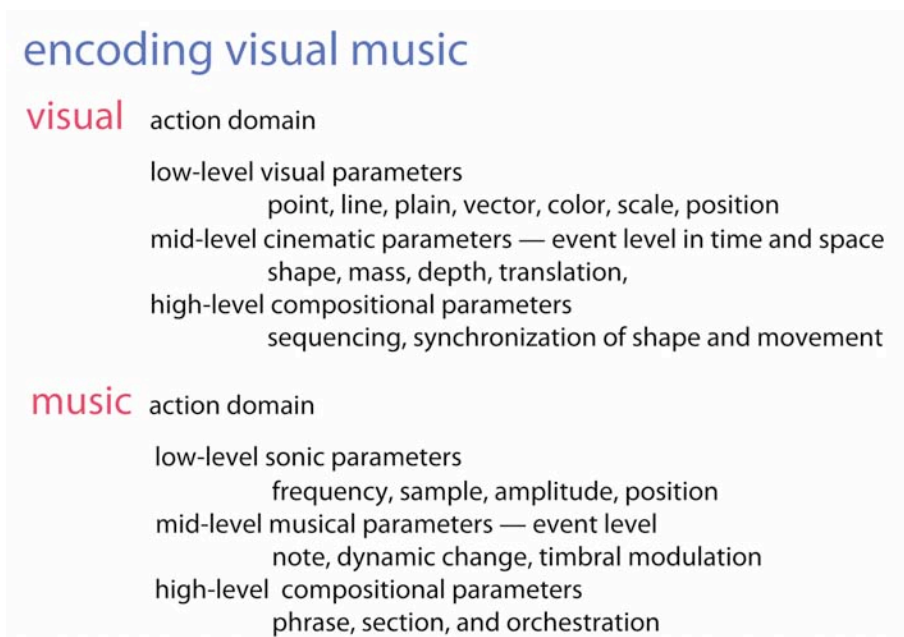 encoding visual music
visual action domain
low-level visual parameters
point, line, plain, vector, color, scale, position
mid-level cinematic parameters — event level in time and space
shape, mass, depth, translation,
high-level compositional parameters
sequencing, synchronization of shape and movement
music action domain
low-level sonic parameters
frequency, sample, amplitude, position
mid-level musical parameters — event level
note, dynamic change, timbral modulation
high-level compositional parameters
phrase, section, and orchestration